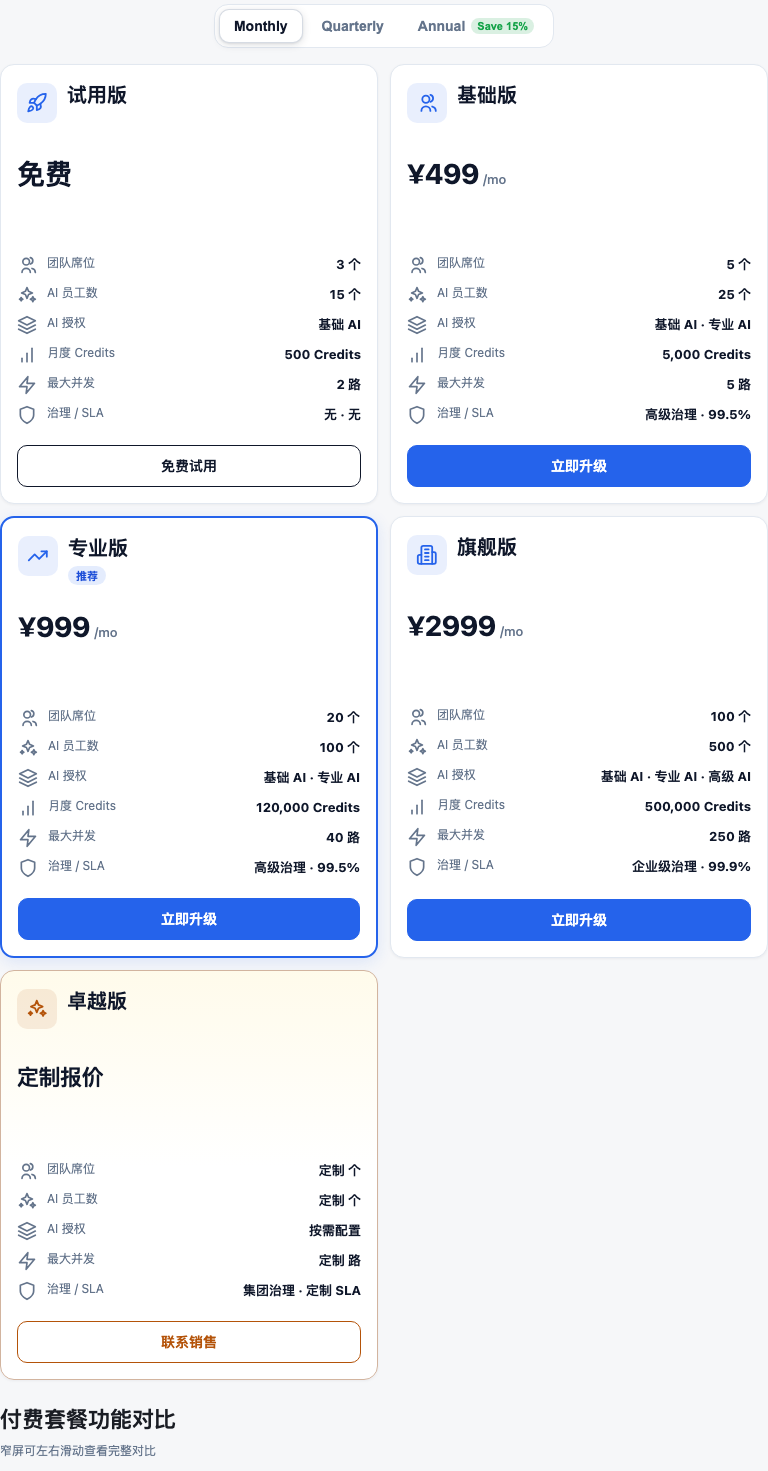 Monthly Quarterly Annual Save 15%
试用版
免费
团队席位 3 个
AI 员工数 15 个
AI 授权 基础 AI
月度 Credits 500 Credits
最大并发 2 路
治理 / SLA 无 · 无
免费试用
基础版
¥499 /mo
团队席位 5 个
AI 员工数 25 个
AI 授权 基础 AI · 专业 AI
月度 Credits 5,000 Credits
最大并发 5 路
治理 / SLA 高级治理 · 99.5%
立即升级
专业版
推荐
¥999 /mo
团队席位 20 个
AI 员工数 100 个
AI 授权 基础 AI · 专业 AI
月度 Credits 120,000 Credits
最大并发 40 路
治理 / SLA 高级治理 · 99.5%
立即升级
旗舰版
¥2999 /mo
团队席位 100 个
AI 员工数 500 个
AI 授权 基础 AI · 专业 AI · 高级 AI
月度 Credits 500,000 Credits
最大并发 250 路
治理 / SLA 企业级治理 · 99.9%
立即升级
卓越版
定制报价
团队席位 定制 个
AI 员工数 定制 个
AI 授权 按需配置
最大并发 定制 路
治理 / SLA 集团治理 · 定制 SLA
联系销售
付费套餐功能对比
窄屏可左右滑动查看完整对比